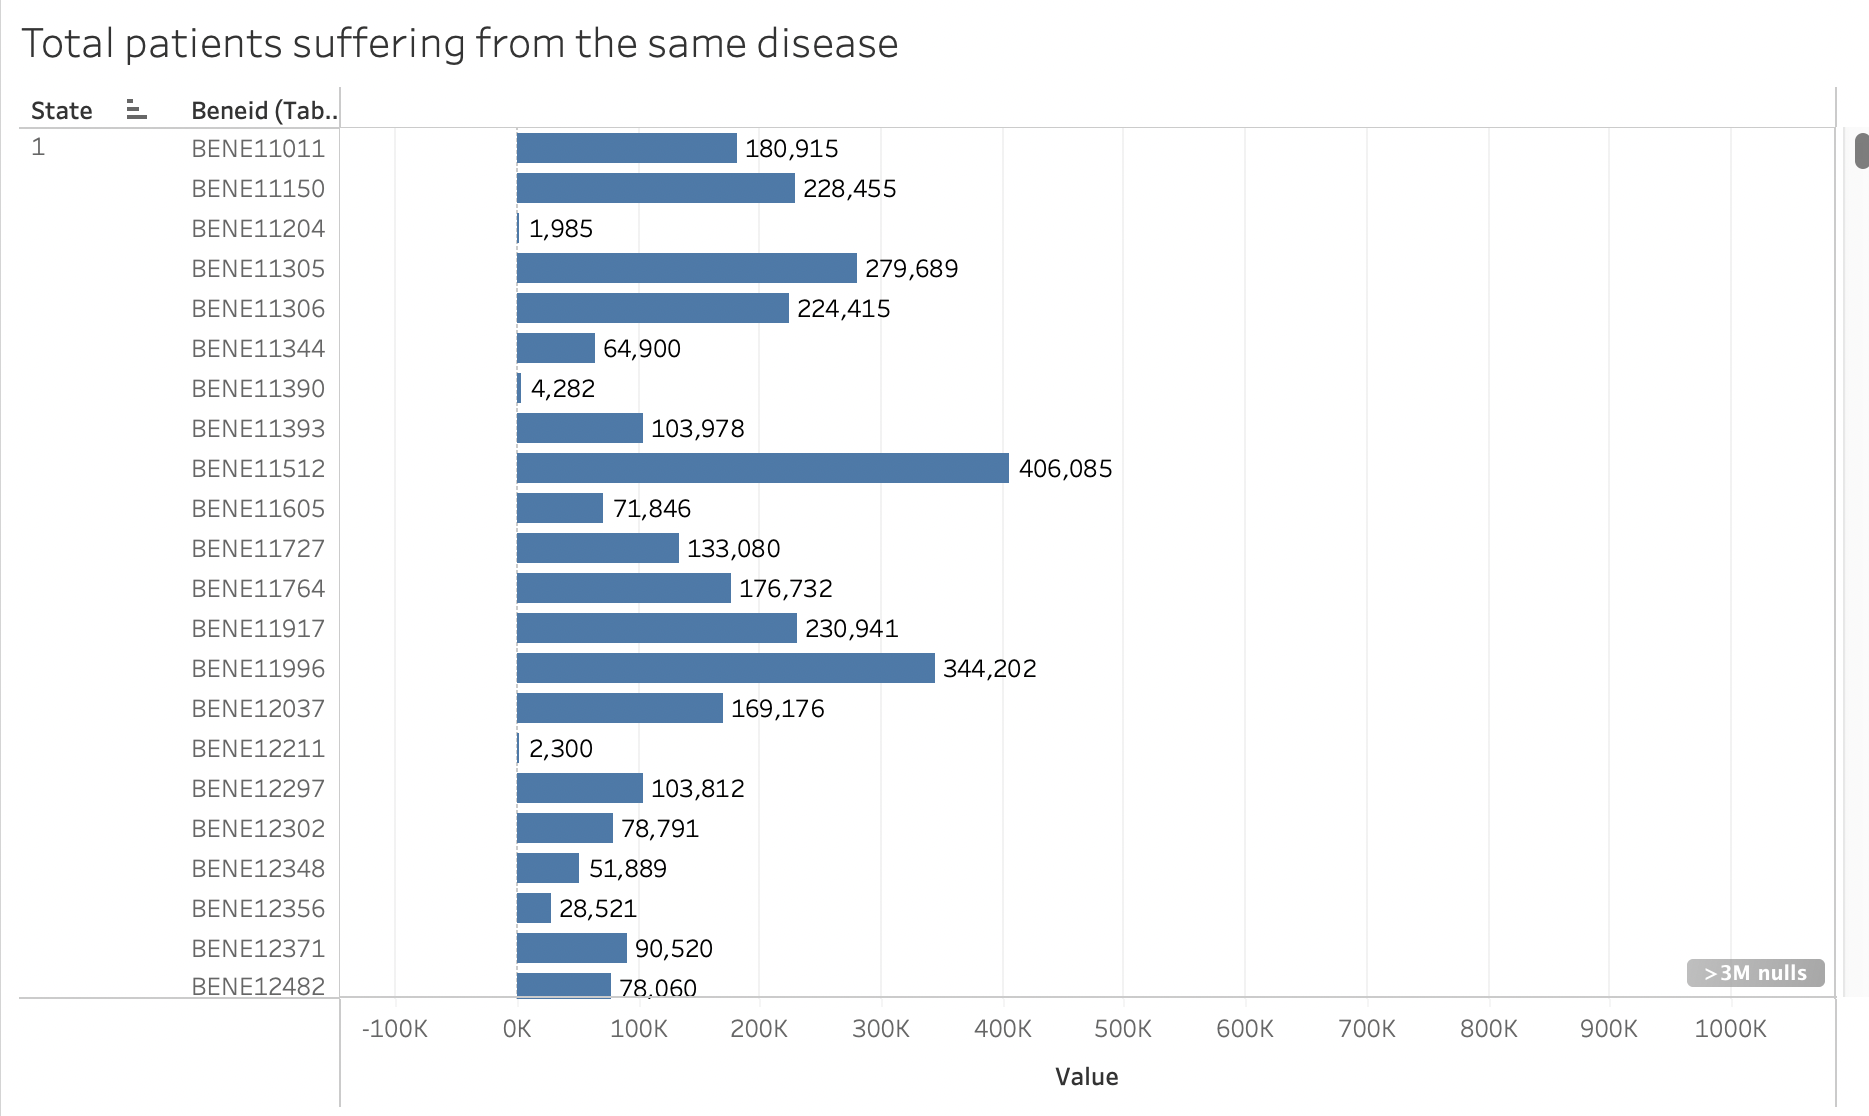 Total patients suffering from the same disease
State Beneid (Tab..
1 BENE11011 180,915
BENE11150 228,455
BENE11204 1,985
BENE11305 279,689
BENE11306 224,415
BENE11344 64,900
BENE11390 4,282
BENE11393 103,978
BENE11512 406,085
BENE11605 71,846
BENE11727 133,080
BENE11764 176,732
BENE11917 230,941
BENE11996 344,202
BENE12037 169,176
BENE12211 2,300
BENE12297 103,812
BENE12302 78,791
BENE12348 51,889
BENE12356 28,521
BENE12371 90,520
>3M nulls
BENE12482 78,060
-100K 0K 100K 200K 300K 400K 500K 600K 700K 800K 900K 1000K
Value